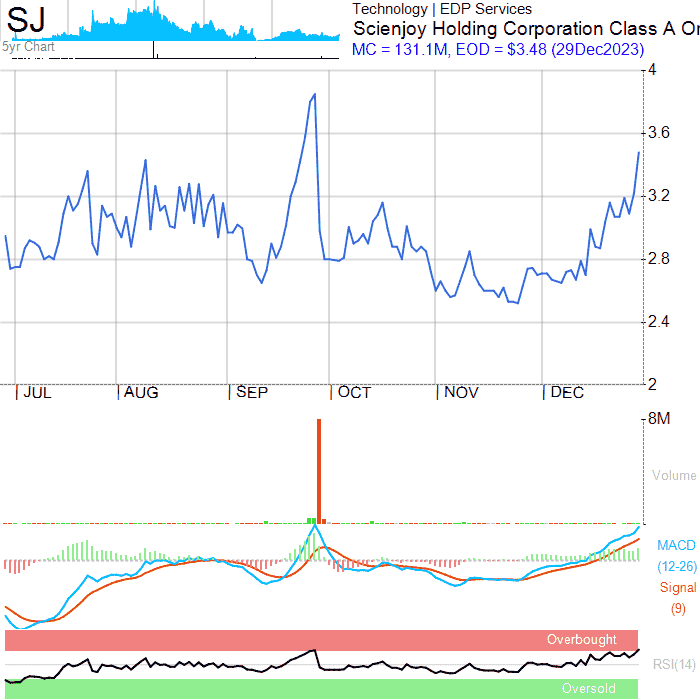 SJ
5yr Chart
Technology | EDP Services
Scienjoy Holding Corporation Class A Or
MC = 131.1M, EOD = $3.48 (29Dec2023)
4
3.6
3.2
2.8
2.4
2
| JUL | AUG | SEP | OCT | NOV | DEC
8M
Volume
MACD
(12-26)
Signal
(9)
Overbought
RSI(14)
Oversold